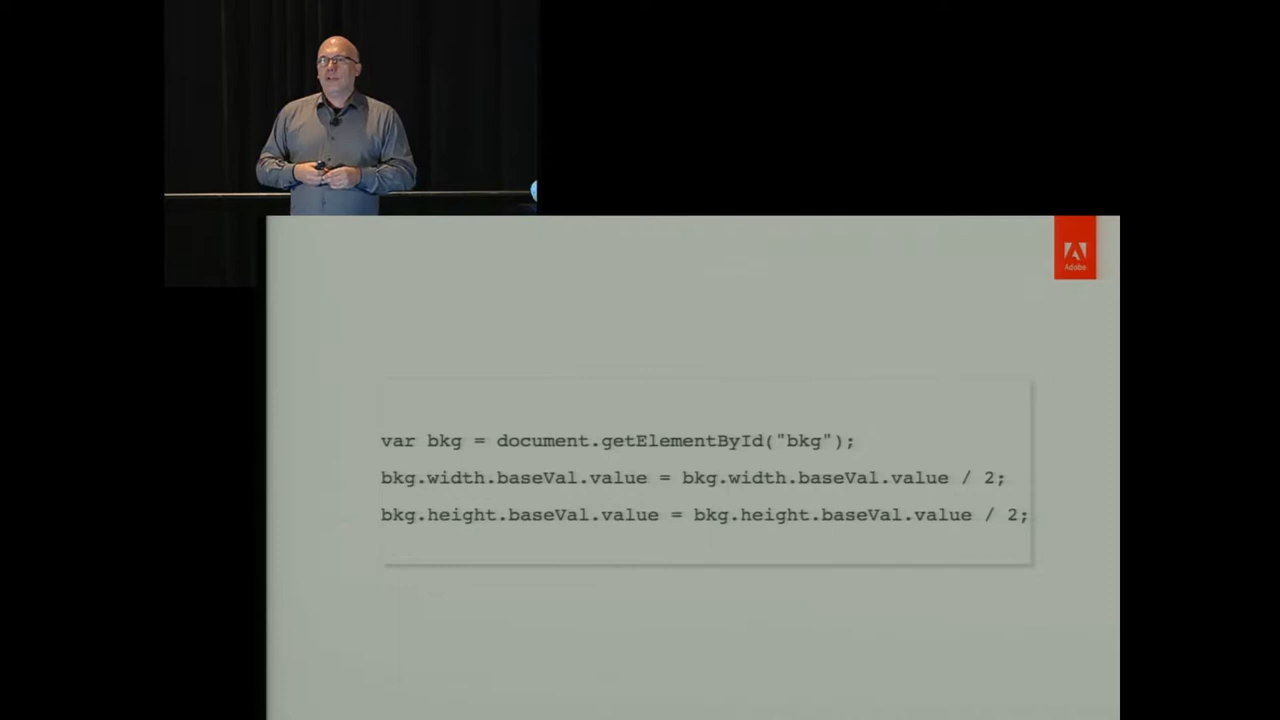 Adobe
var bkg = document.getElementById("bkg");
bkg.width.baseVal.value = bkg.width.baseVal.value / 2;
bkg.height.baseVal.value = bkg.height.baseVal.value / 2;